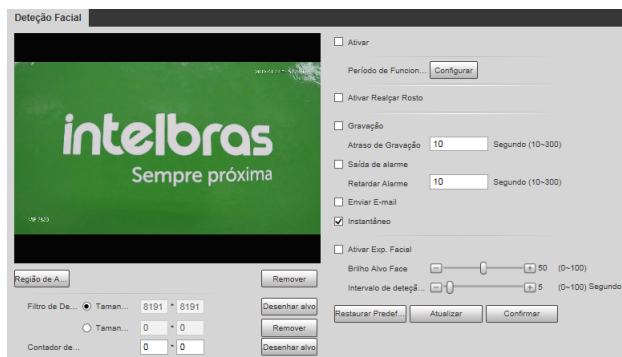 Deteção Facial
intelbras
Sempre próxima
VIP 7520
Região de A...
Remover
Filtro de De...
Taman...
8191 * 8191
Desenhar alvo
Taman...
0 * 0
Remover
Contador de...
0 * 0
Desenhar alvo
Ativar
Período de Funcion...
Configurar
Ativar Realçar Rosto
Gravação
Atraso de Gravação 10 Segundo (10~300)
Saída de alarme
Retardar Alarme 10 Segundo (10~300)
Enviar E-mail
Instantâneo
Ativar Exp. Facial
Brilho Alvo Face - + 50 (0~100)
Intervalo de deteçã... - + 5 (0~100) Segundo
Restaurar Predef...
Atualizar
Confirmar